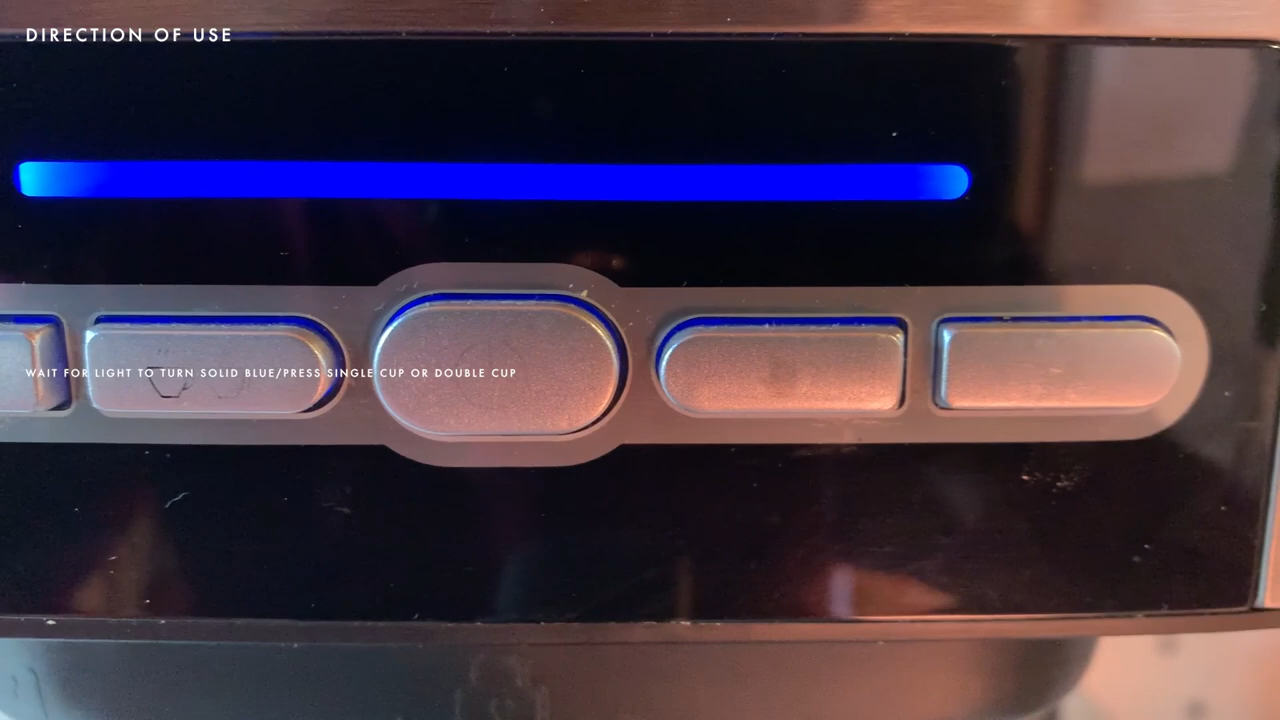 DIRECTION OF USE
WAIT FOR LIGHT TO TURN SOLID BLUE/PRESS SINGLE CUP OR DOUBLE CUP